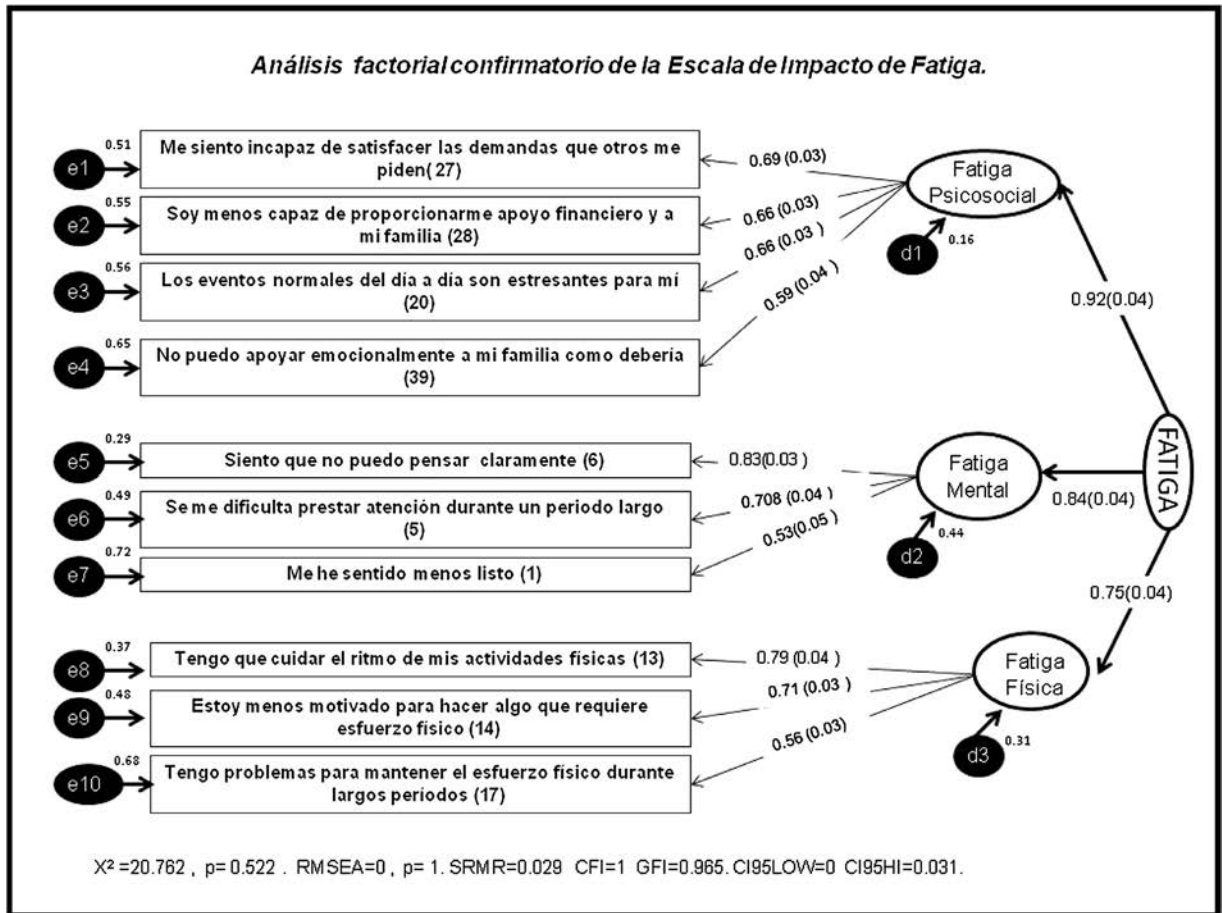 Análisis factorial confirmatorio de la Escala de Impacto de Fatiga.
0.51
e1
Me siento incapaz de satisfacer las demandas que otros me
piden( 27)
0.69 (0.03)
Fatiga
Psicosocial
0.55
e2
Soy menos capaz de proporcionarme apoyo financiero y a
mi familia (28)
0.66 (0.03)
d1
0.16
0.56
e3
Los eventos normales del día a día son estresantes para mí
(20)
0.66 (0.03 )
0.92(0.04)
0.65
e4
No puedo apoyar emocionalmente a mi familia como debería
(39)
0.59 (0.04 )
FATIGA
0.29
e5
Siento que no puedo pensar claramente (6)
0.83(0.03 )
Fatiga
Mental
0.84(0.04)
0.49
e6
Se me dificulta prestar atención durante un periodo largo
(5)
0.708 (0.04 )
d2
0.44
0.72
e7
Me he sentido menos listo (1)
0.53(0.05 )
0.75(0.04)
0.37
e8
Tengo que cuidar el ritmo de mis actividades físicas (13)
0.79 (0.04 )
Fatiga
Física
0.48
e9
Estoy menos motivado para hacer algo que requiere
esfuerzo físico (14)
0.71 (0.03 )
d3
0.31
0.68
e10
Tengo problemas para mantener el esfuerzo físico durante
largos períodos (17)
0.56 (0.03)
X² =20.762 , p= 0.522 . RMSEA=0 , p= 1. SRMR=0.029 CFI=1 GFI=0.965. CI95LOW=0 CI95HI=0.031.